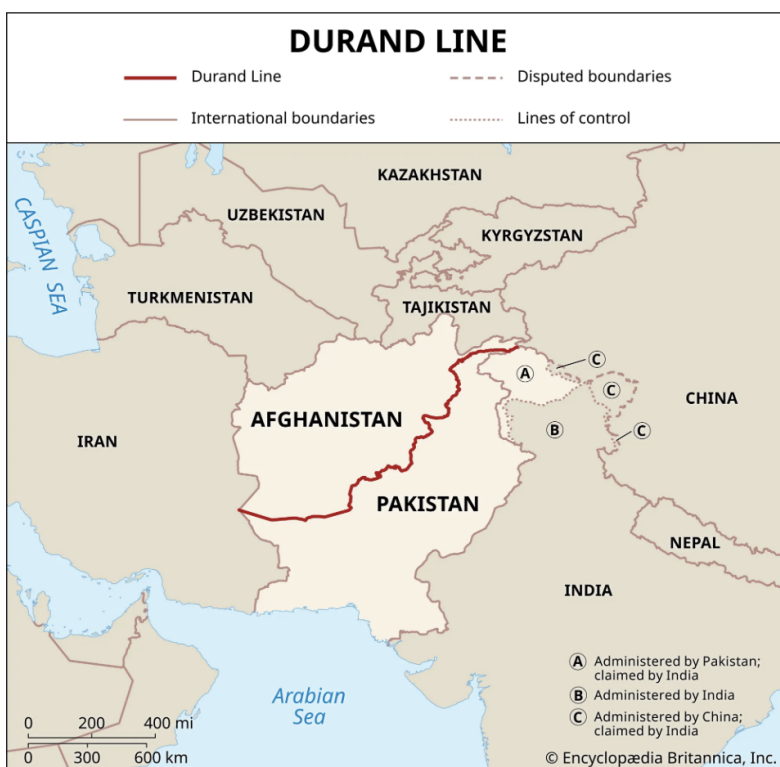 DURAND LINE
Durand Line
Disputed boundaries
International boundaries
Lines of control
KAZAKHSTAN
UZBEKISTAN
KYRGYZSTAN
CASPIAN SEA
TURKMENISTAN
TAJIKISTAN
C
A
C
AFGHANISTAN
CHINA
B
C
IRAN
PAKISTAN
NEPAL
INDIA
A Administered by Pakistan;
claimed by India
B Administered by India
C Administered by China;
claimed by India
Arabian
Sea
0 200 400 mi
0 300 600 km
© Encyclopædia Britannica, Inc.